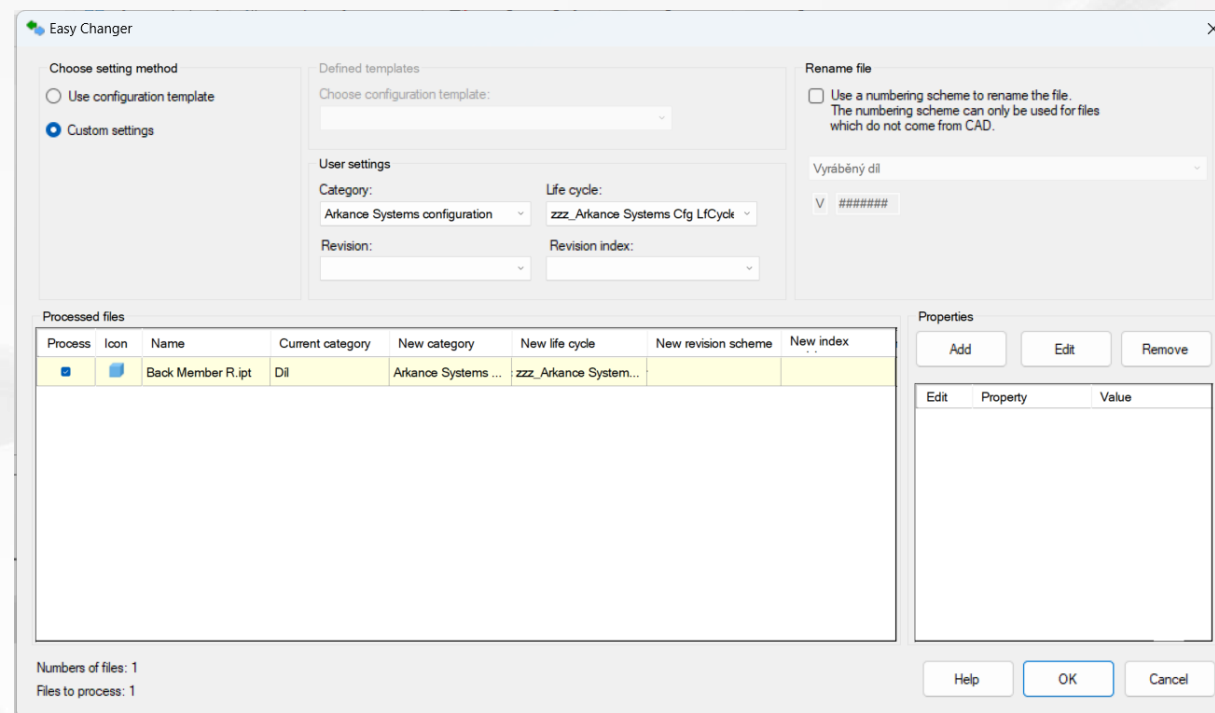 Easy Changer
Choose setting method
Use configuration template
Custom settings
Defined templates
Choose configuration template:
User settings
Category:
Life cycle:
Arkance Systems configuration
zzz_Arkance Systems Cfg LfCycle
Revision:
Revision index:
Rename file
Use a numbering scheme to rename the file.
The numbering scheme can only be used for files
which do not come from CAD.
Vyráběný díl
V #######
Processed files
Process Icon Name Current category New category New life cycle New revision scheme New index
Back Member R.ipt Díl Arkance Systems ... zzz_Arkance System...
Properties
Add Edit Remove
Edit Property Value
Numbers of files: 1
Files to process: 1
Help OK Cancel